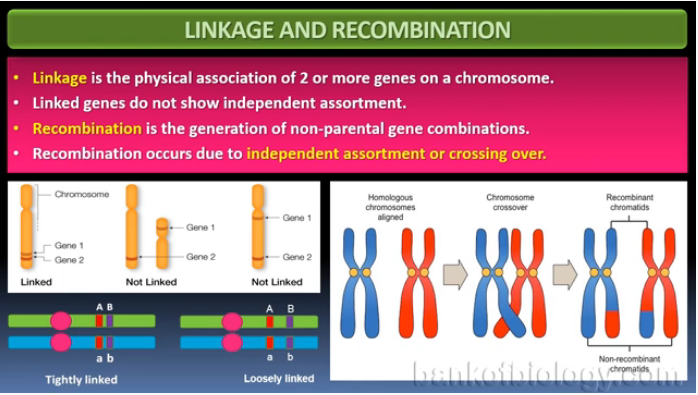 LINKAGE AND RECOMBINATION
• Linkage is the physical association of 2 or more genes on a chromosome.
• Linked genes do not show independent assortment.
• Recombination is the generation of non-parental gene combinations.
• Recombination occurs due to independent assortment or crossing over.
Chromosome
Gene 1
Gene 2
Linked
Gene 1
Gene 2
Not Linked
Gene 1
Gene 2
Not Linked
A B
a b
Tightly linked
A B
a b
Loosely linked
Homologous
chromosomes
aligned
Chromosome
crossover
Recombinant
chromatids
Non-recombinant
chromatids
bankofbiology.com